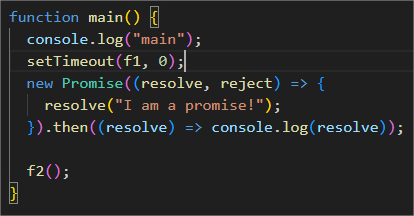 function main() {
  console.log("main");
  setTimeout(f1, 0);
  new Promise((resolve, reject) => {
    resolve("I am a promise!");
  }).then((resolve) => console.log(resolve));

  f2();
}